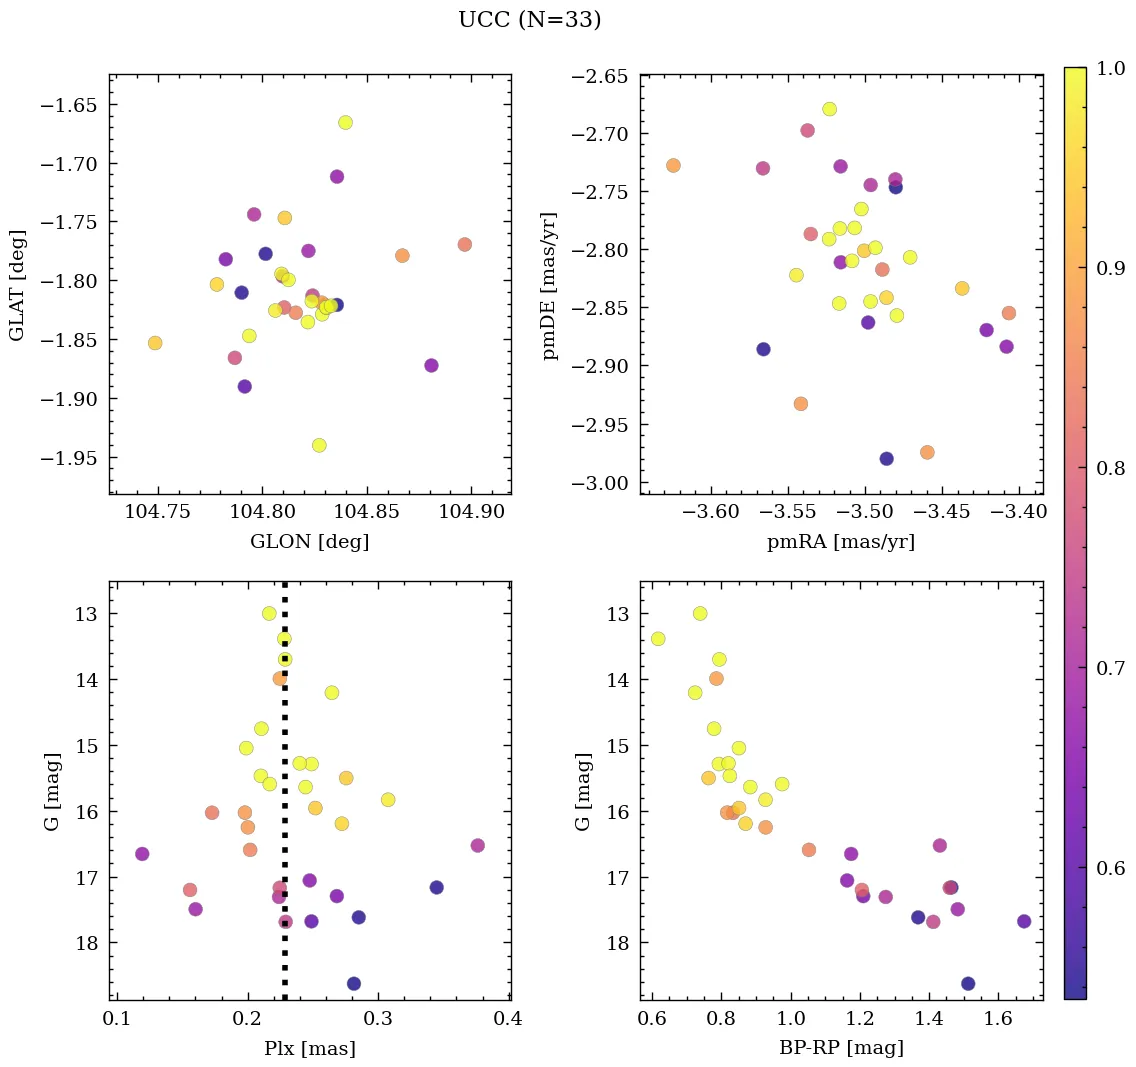 UCC (N=33)
−1.65
−1.70
−1.75
−1.80
−1.85
−1.90
−1.95
GLAT [deg]
104.75 104.80 104.85 104.90
GLON [deg]
−2.65
−2.70
−2.75
−2.80
−2.85
−2.90
−2.95
−3.00
pmDE [mas/yr]
−3.60 −3.55 −3.50 −3.45 −3.40
pmRA [mas/yr]
1.0
0.9
0.8
0.7
0.6
13
14
15
16
17
18
G [mag]
0.1 0.2 0.3 0.4
Plx [mas]
13
14
15
16
17
18
G [mag]
0.6 0.8 1.0 1.2 1.4 1.6
BP-RP [mag]